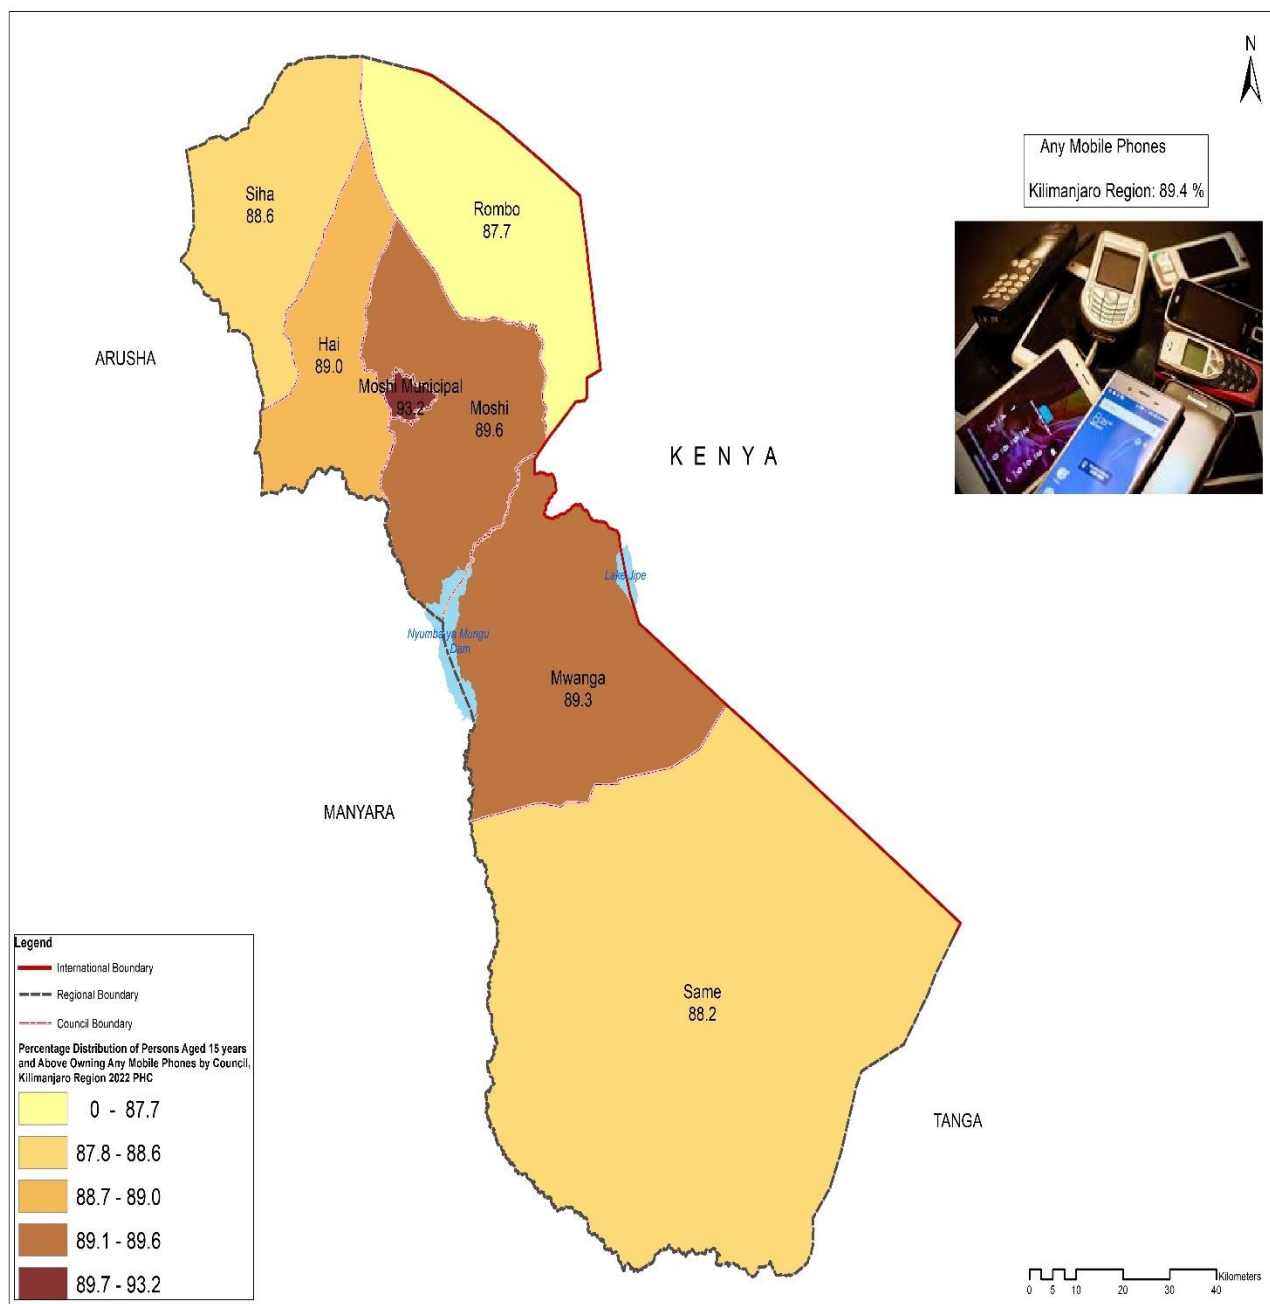 N
Any Mobile Phones
Kilimanjaro Region: 89.4 %
Siha
88.6
Rombo
87.7
Hai
89.0
ARUSHA
Moshi Municipal
93.2
Moshi
89.6
KENYA
Lake Jipe
Nyumba ya Mungu
Dam
Mwanga
89.3
MANYARA
Same
88.2
TANGA
Legend
International Boundary
Regional Boundary
Council Boundary
Percentage Distribution of Persons Aged 15 years
and Above Owning Any Mobile Phones by Council,
Kilimanjaro Region 2022 PHC
0 - 87.7
87.8 - 88.6
88.7 - 89.0
89.1 - 89.6
89.7 - 93.2
Kilometers
0 5 10 20 30 40